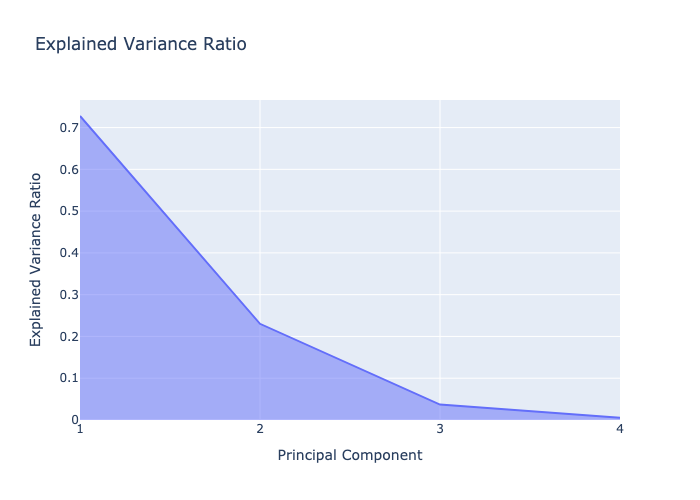 Explained Variance Ratio
Explained Variance Ratio
0.7
0.6
0.5
0.4
0.3
0.2
0.1
0
1 2 3 4
Principal Component